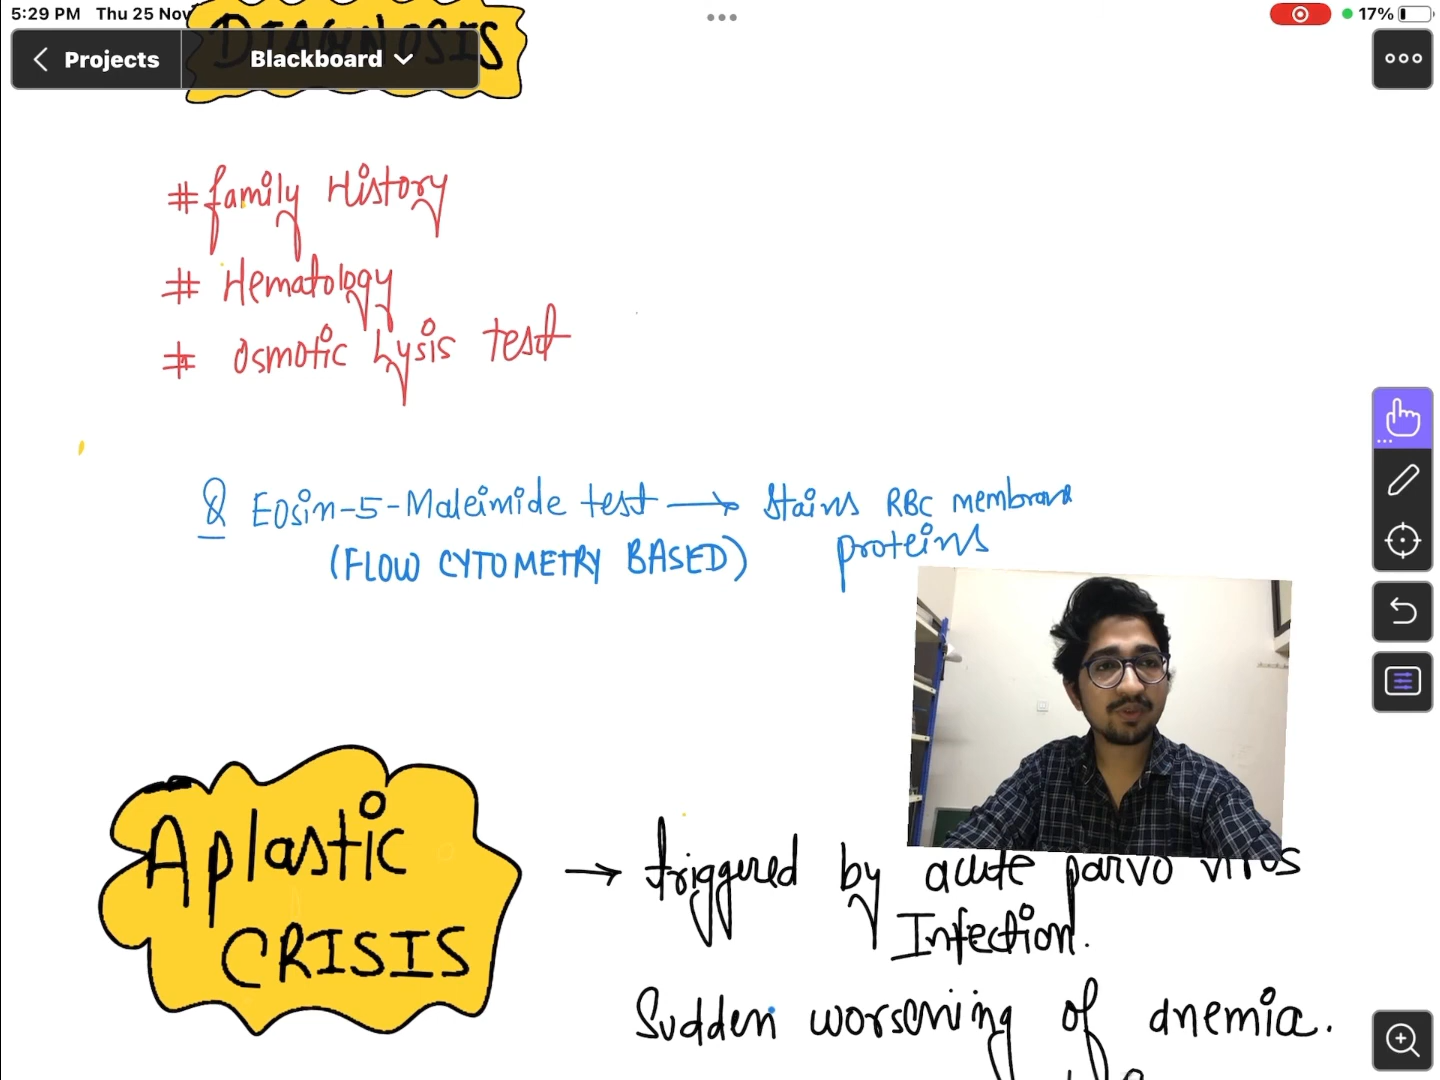 5:29 PM Thu 25 Nov
17%
DIAGNOSIS
Projects
Blackboard
# family History
# Hematology
# Osmotic Lysis test
Q Eosin-5-Maleimide test → Stains RBC membrane
(FLOW CYTOMETRY BASED) proteins
Aplastic
CRISIS
→ triggered by acute parvo virus
Infection.
Sudden worsening of anemia.